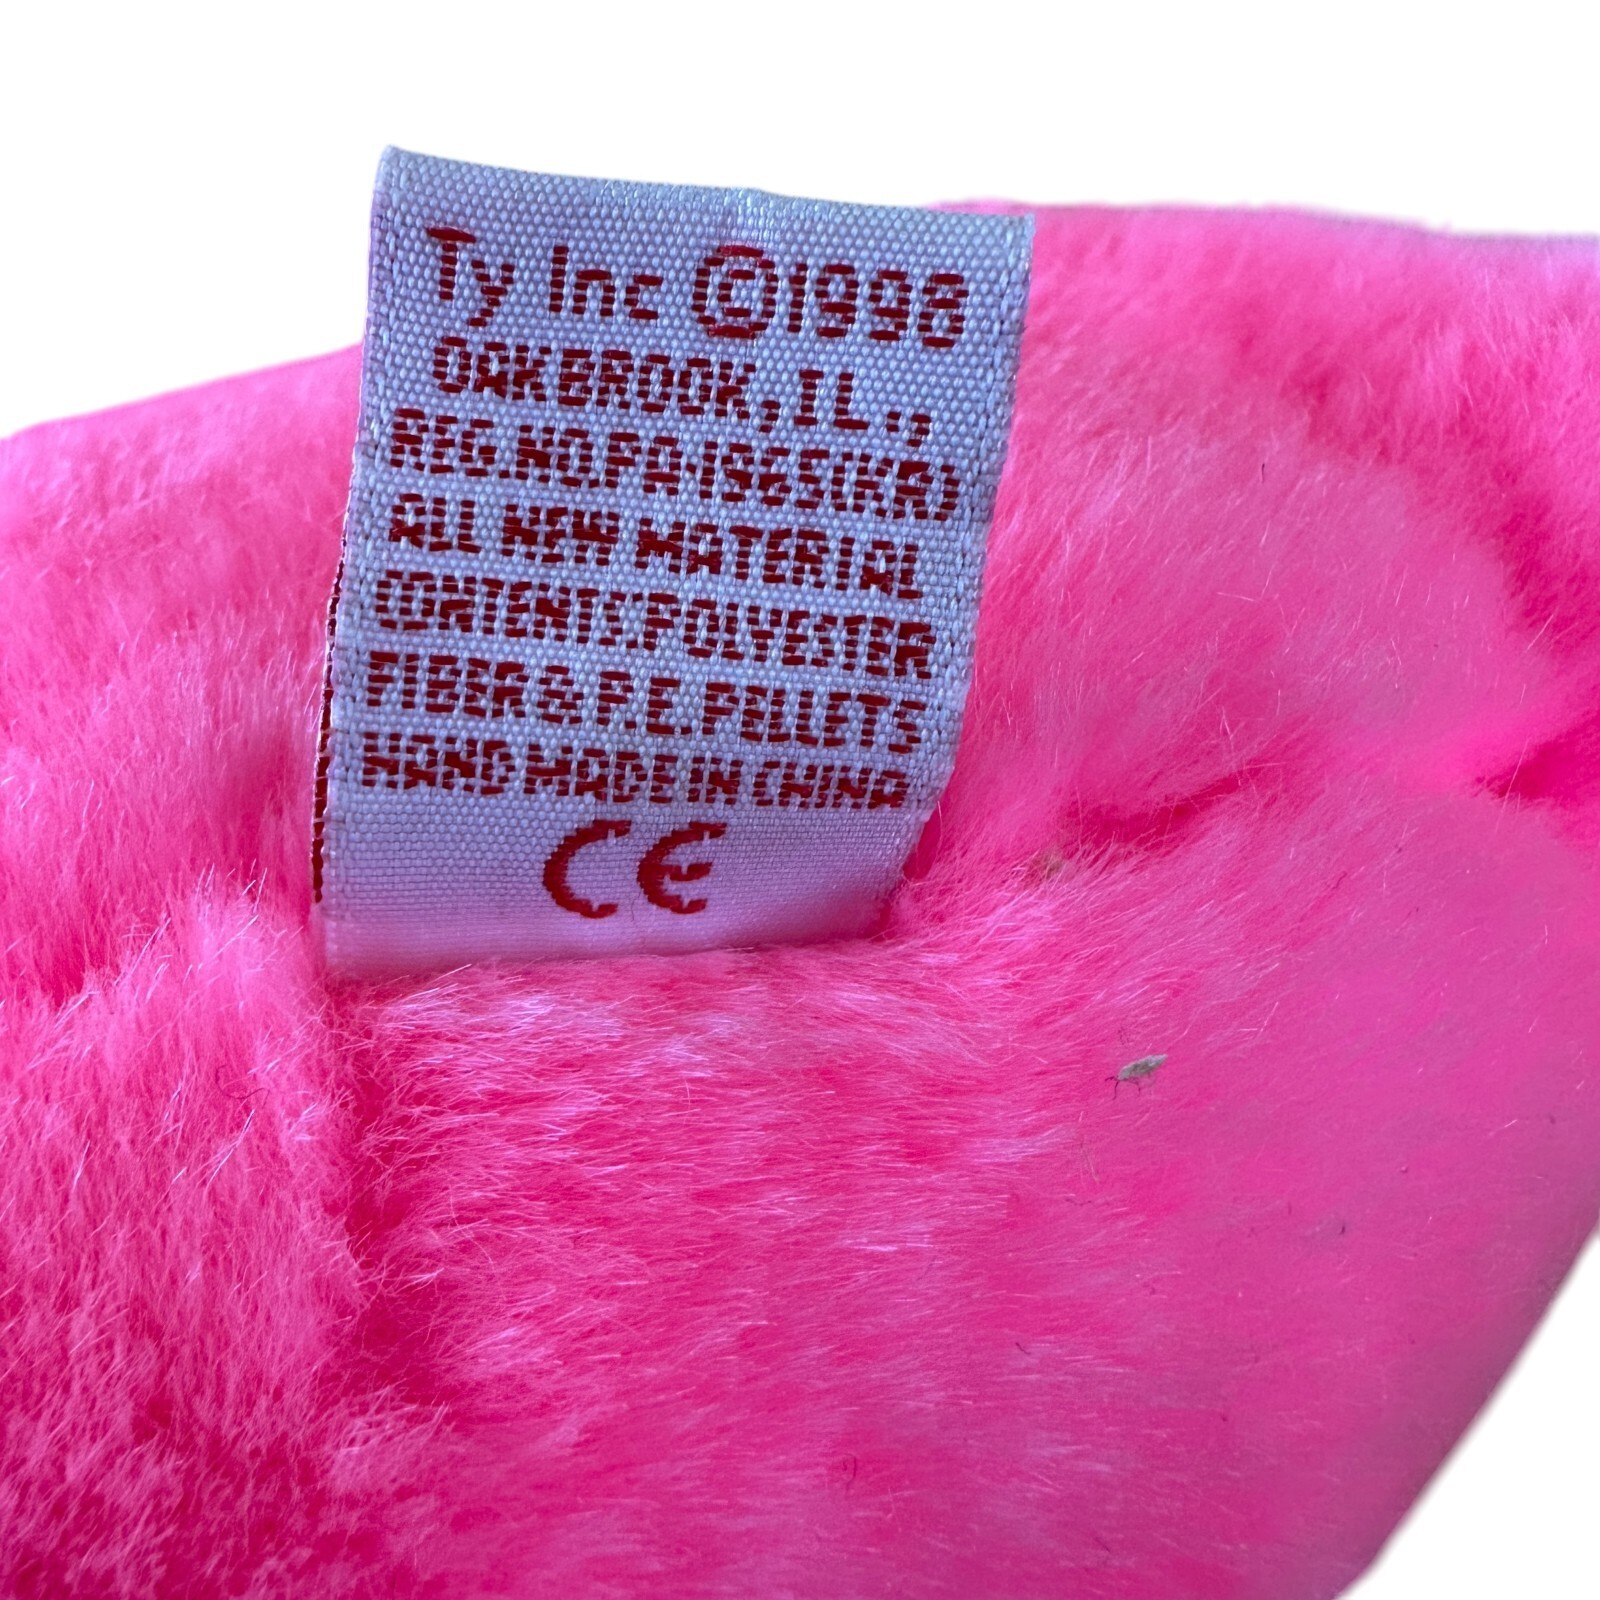 Ty Inc ©1998
OAKBROOK, IL.,
REG.NO.PA-1965(KR)
ALL NEW MATERIAL
CONTENTS:POLYESTER
FIBER & P.E.PELLETS
HAND MADE IN CHINA
CE